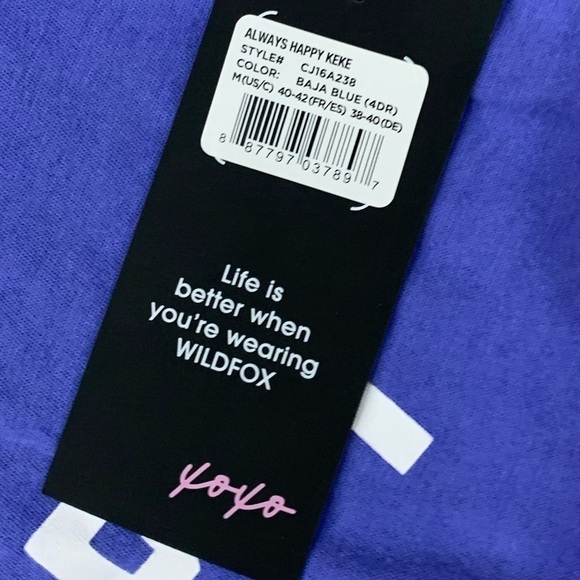 ALWAYS HAPPY KEKE
STYLE# CJ16A238
COLOR: BAJA BLUE (4DR)
M(US/C) 40-42(FR/ES) 38-40(DE)
8 87797 03789 7
Life is
better when
you're wearing
WILDFOX
xoxo